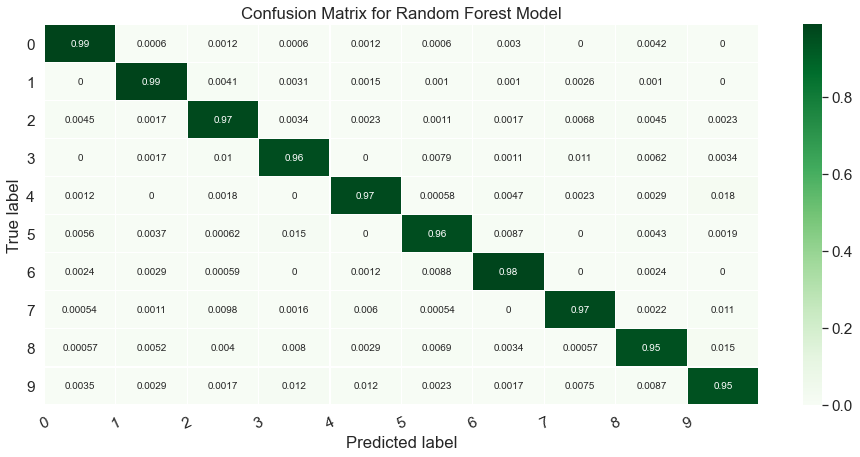 Confusion Matrix for Random Forest Model
0 0.99 0.0006 0.0012 0.0006 0.0012 0.0006 0.003 0 0.0042 0
1 0 0.99 0.0041 0.0031 0.0015 0.001 0.001 0.0026 0.001 0
2 0.0045 0.0017 0.97 0.0034 0.0023 0.0011 0.0017 0.0068 0.0045 0.0023
3 0 0.0017 0.01 0.96 0 0.0079 0.0011 0.011 0.0062 0.0034
4 0.0012 0 0.0018 0 0.97 0.00058 0.0047 0.0023 0.0029 0.018
5 0.0056 0.0037 0.00062 0.015 0 0.96 0.0087 0 0.0043 0.0019
6 0.0024 0.0029 0.00059 0 0.0012 0.0088 0.98 0 0.0024 0
7 0.00054 0.0011 0.0098 0.0016 0.006 0.00054 0 0.97 0.0022 0.011
8 0.00057 0.0052 0.004 0.008 0.0029 0.0069 0.0034 0.00057 0.95 0.015
9 0.0035 0.0029 0.0017 0.012 0.012 0.0023 0.0017 0.0075 0.0087 0.95
0 1 2 3 4 5 6 7 8 9
True label
Predicted label
0.8
0.6
0.4
0.2
0.0